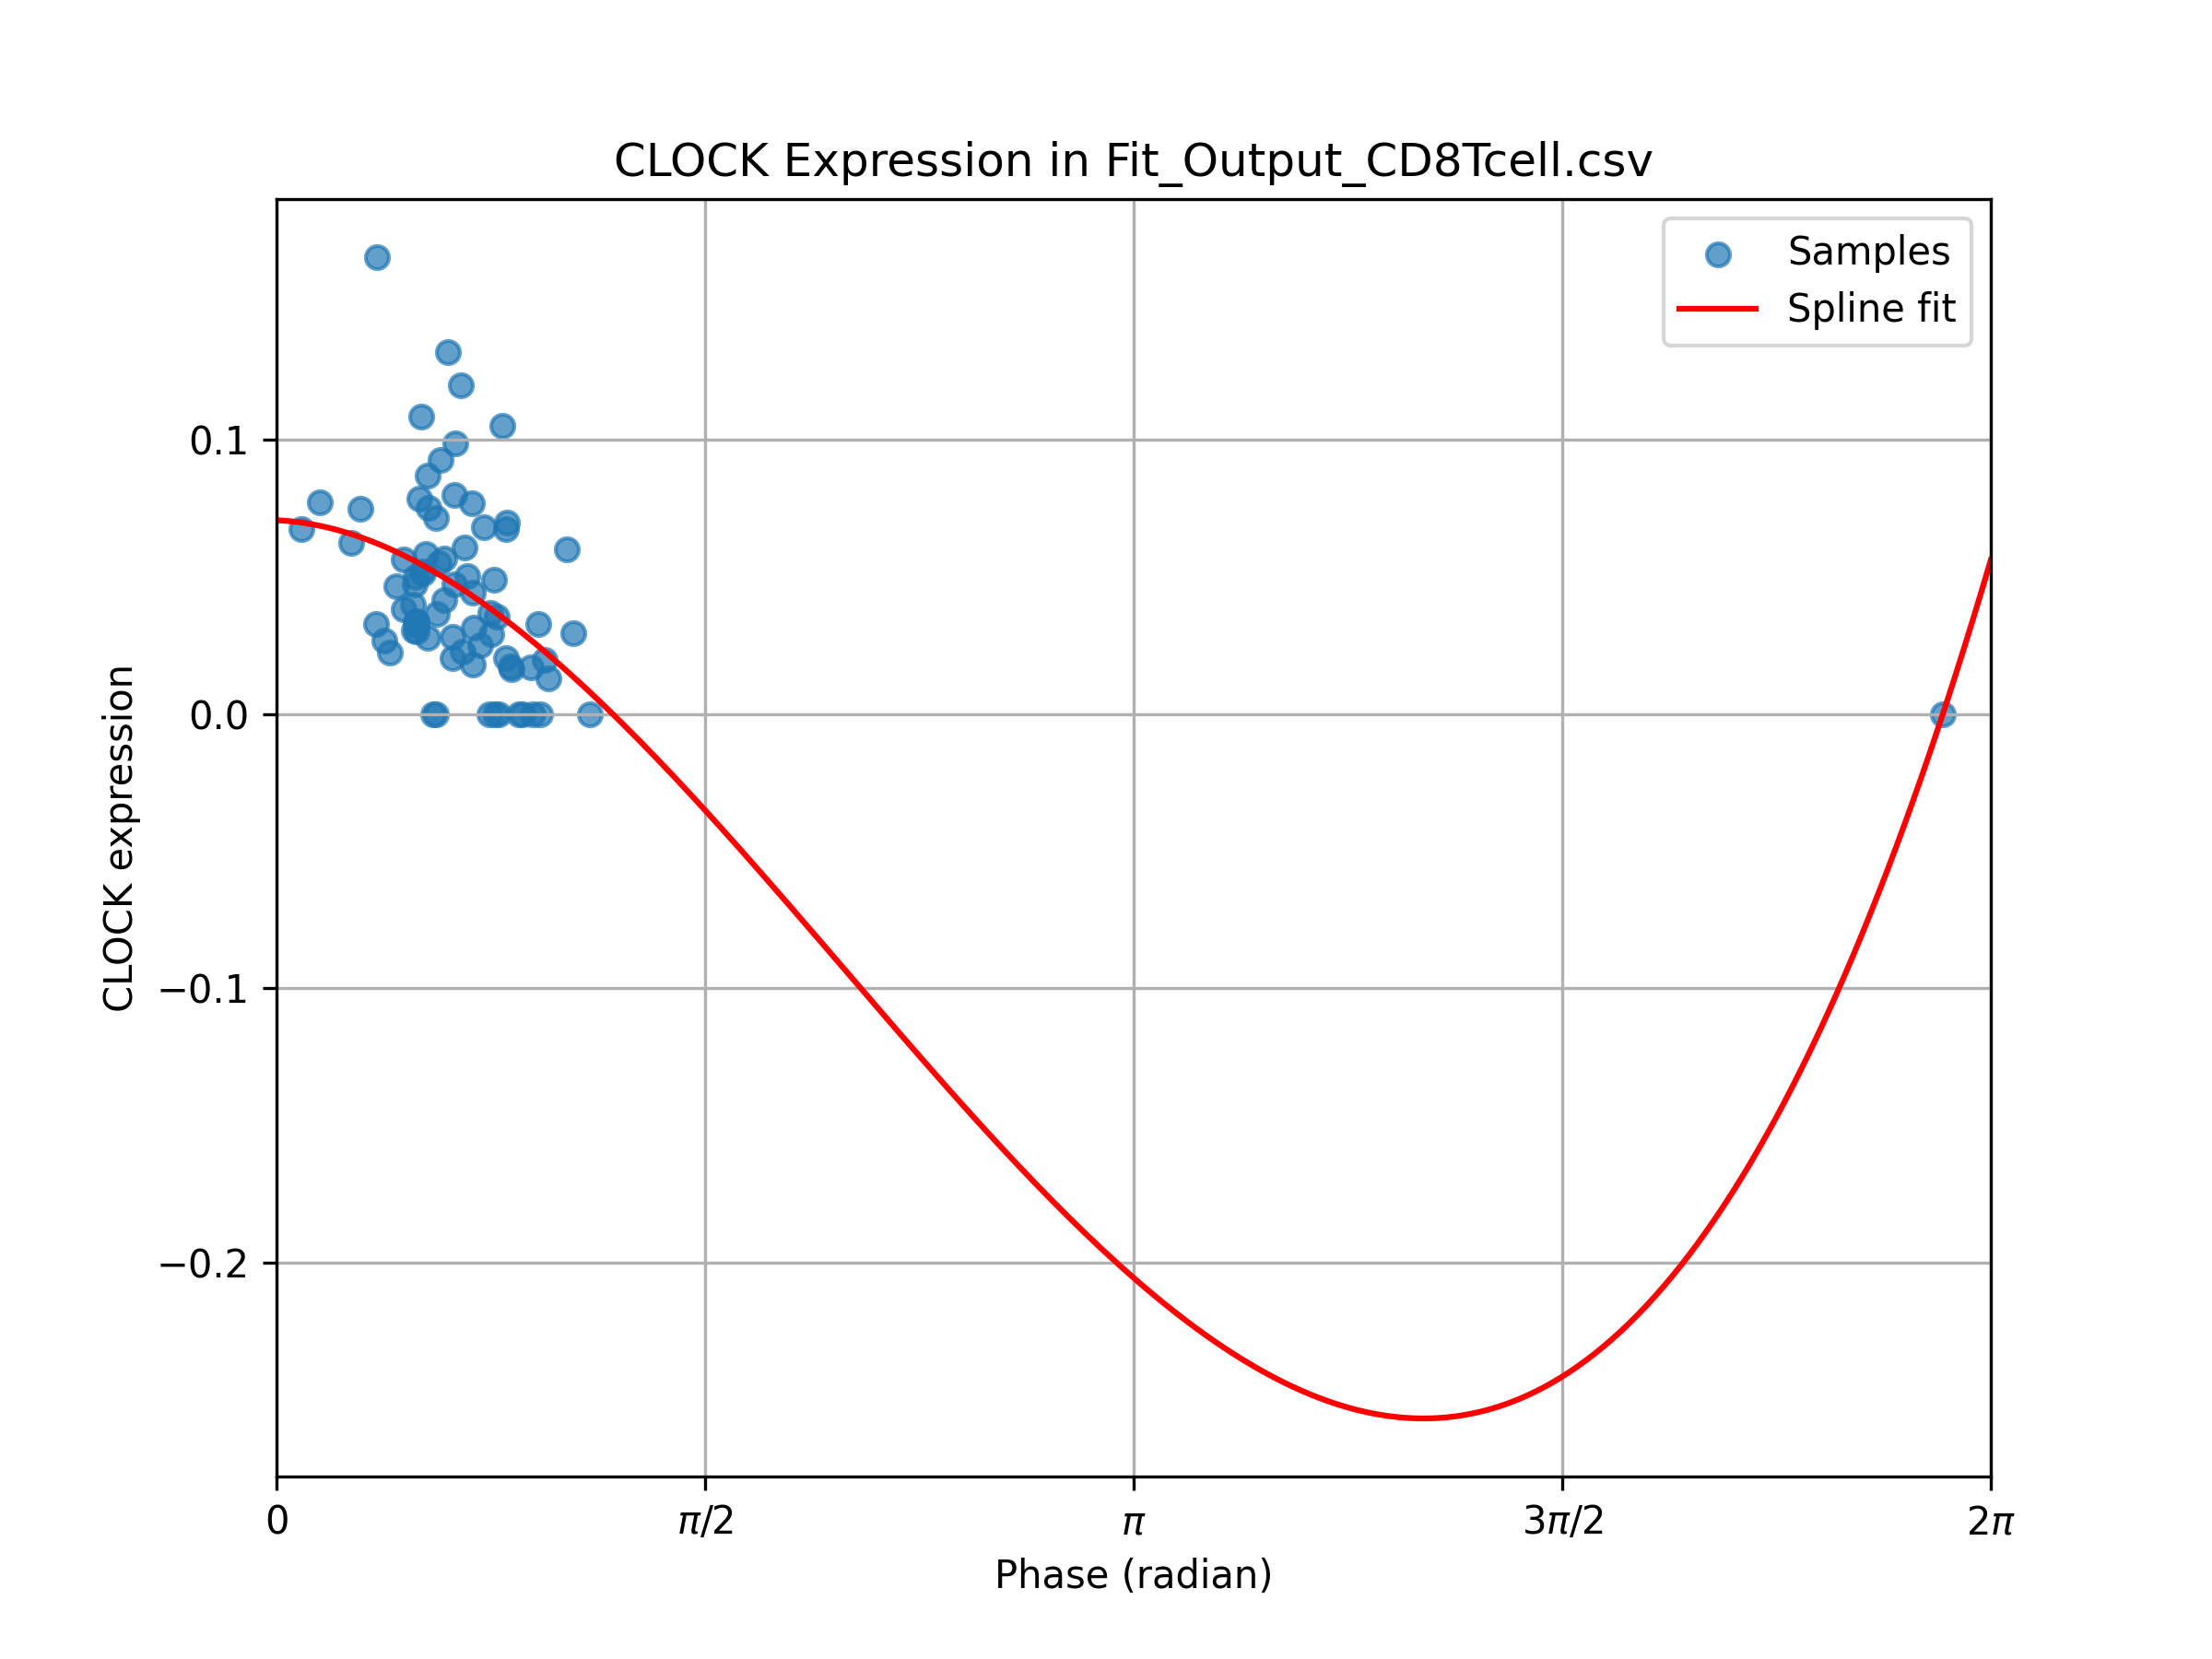 CLOCK Expression in Fit_Output_CD8Tcell.csv
Samples
Spline fit
CLOCK expression
0.1
0.0
−0.1
−0.2
0
π/2
π
3π/2
2π
Phase (radian)